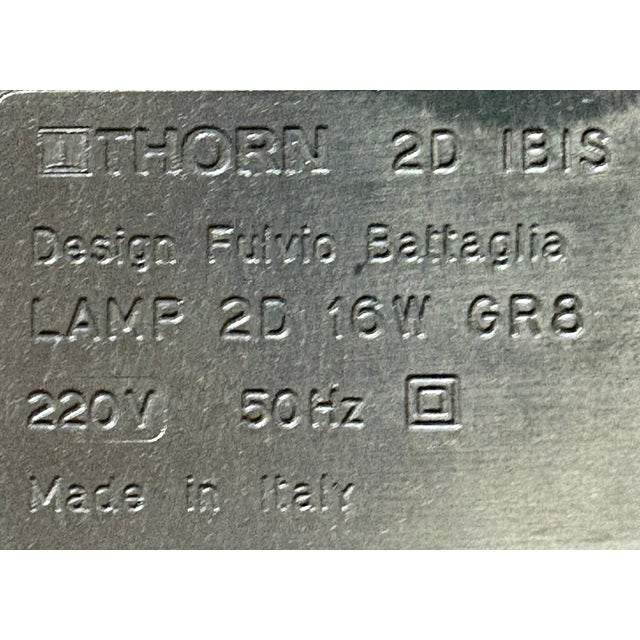 THORN 2D IBIS
Design Fulvio Battaglia
LAMP 2D 16W GR8
220V 50Hz
Made in Italy